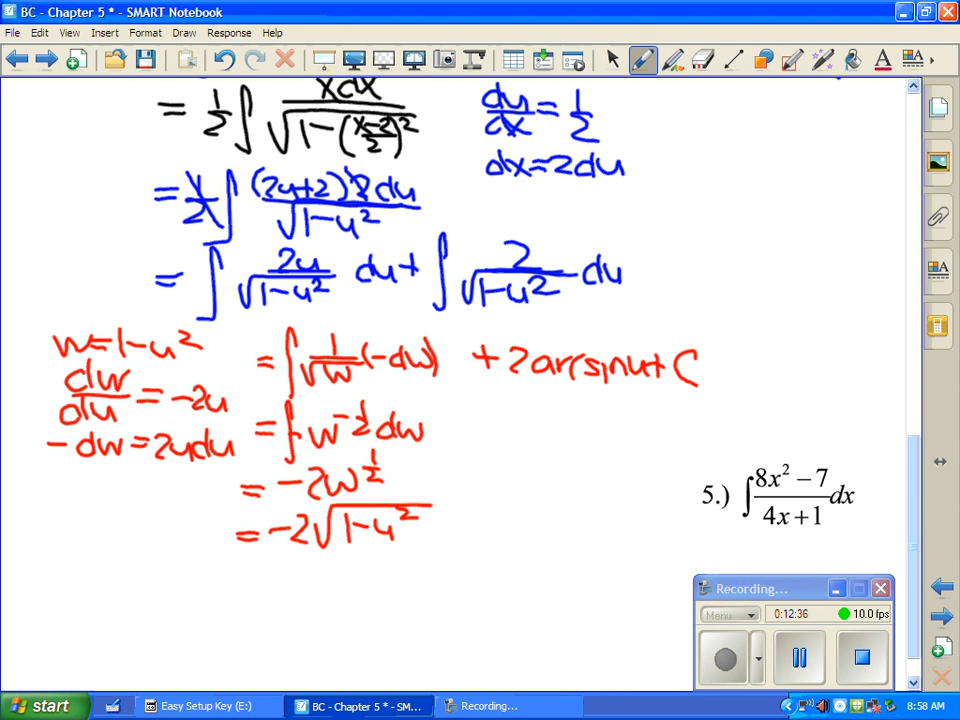 BC - Chapter 5 * - SMART Notebook
File Edit View Insert Format Draw Response Help
= 1/2 ∫ xdx/√(1-((x-2)/2)²)
du/dx = 1/2
dx=2du
= 1/2 ∫ (2u+2) 2du/√(1-u²)
= ∫ 2u/√(1-u²) du + ∫ 2/√(1-u²) du
w=1-u²
= ∫ 1/√w (-dw) + 2arcsinu+C
dw/du = -2u
-dw=2udu
= ∫ -w^(-1/2) dw
= -2w^(1/2)
= -2√(1-u²)
5.) ∫ (8x² − 7)/(4x + 1) dx
Recording...
Menu 0:12:36 10.0 fps
start Easy Setup Key (E:) BC - Chapter 5 * - SM... Recording... 8:58 AM